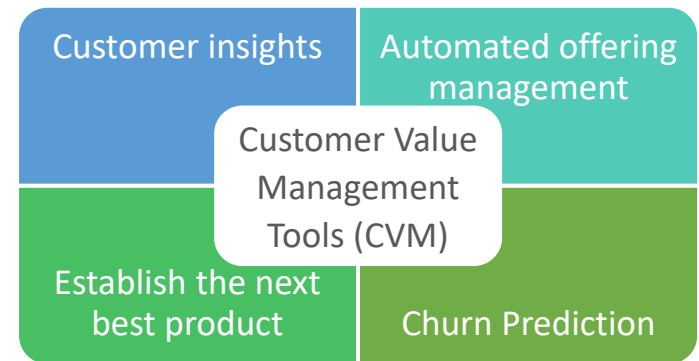 Customer insights
Automated offering
management
Customer Value
Management
Tools (CVM)
Establish the next
best product
Churn Prediction